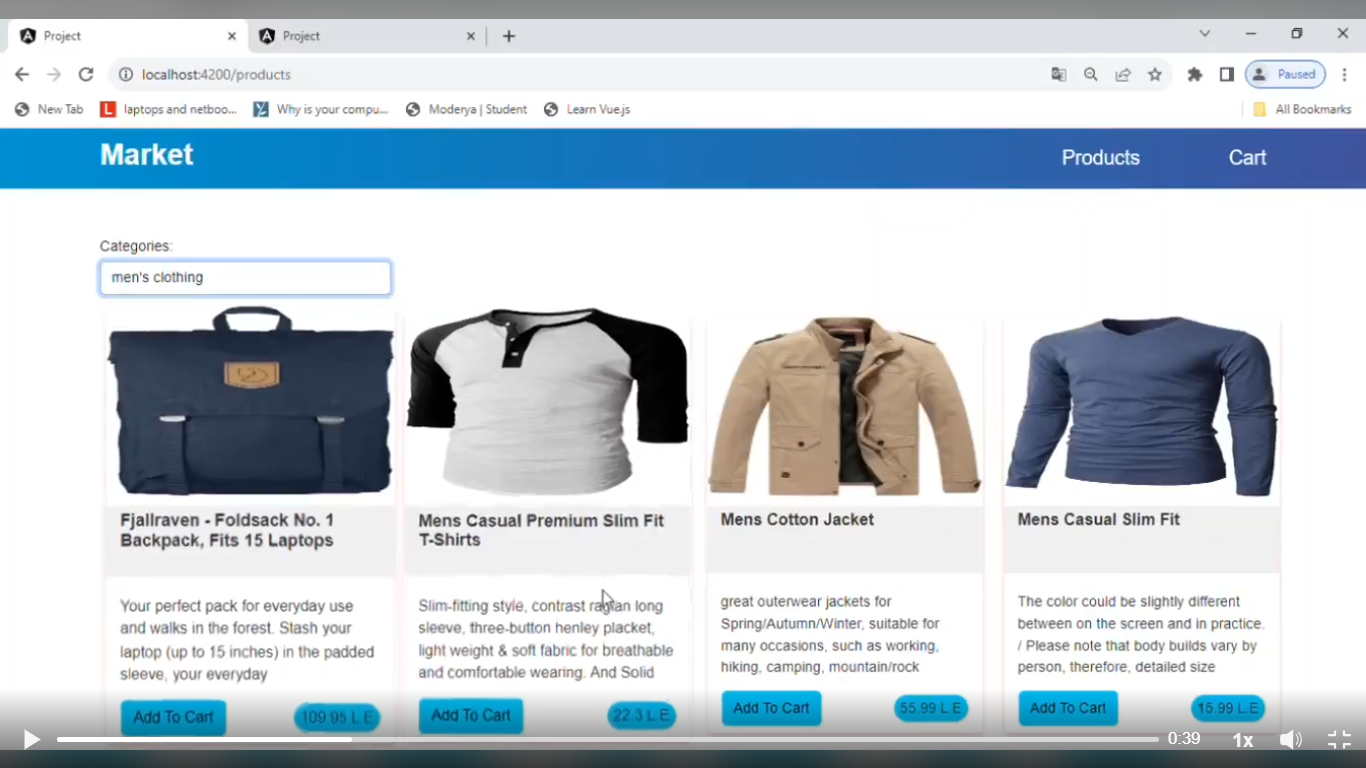 Project
Project
localhost:4200/products
Paused
New Tab
laptops and netboo...
Why is your compu...
Moderya | Student
Learn Vue.js
All Bookmarks
Market
Products
Cart
Categories:
men's clothing
Fjallraven - Foldsack No. 1
Backpack, Fits 15 Laptops
Your perfect pack for everyday use
and walks in the forest. Stash your
laptop (up to 15 inches) in the padded
sleeve, your everyday
Add To Cart
109.95 L.E
Mens Casual Premium Slim Fit
T-Shirts
Slim-fitting style, contrast raglan long
sleeve, three-button henley placket,
light weight & soft fabric for breathable
and comfortable wearing. And Solid
Add To Cart
22.3 L.E
Mens Cotton Jacket
great outerwear jackets for
Spring/Autumn/Winter, suitable for
many occasions, such as working,
hiking, camping, mountain/rock
Add To Cart
55.99 L.E
Mens Casual Slim Fit
The color could be slightly different
between on the screen and in practice.
/ Please note that body builds vary by
person, therefore, detailed size
Add To Cart
15.99 L.E
0:39
1x